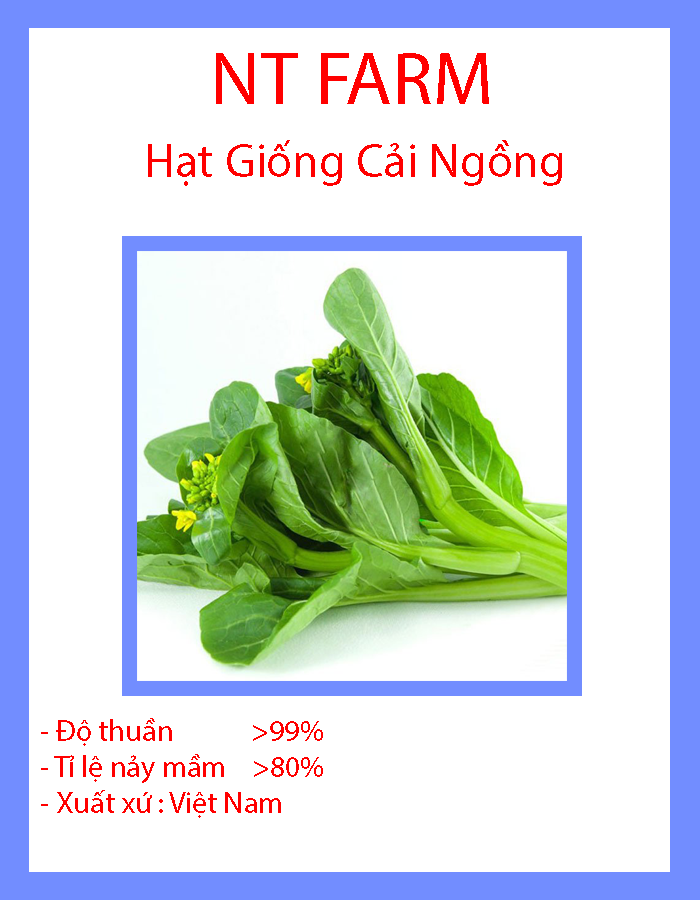 NT FARM
Hạt Giống Cải Ngồng
- Độ thuần >99%
- Tỉ lệ nảy mầm >80%
- Xuất xứ : Việt Nam